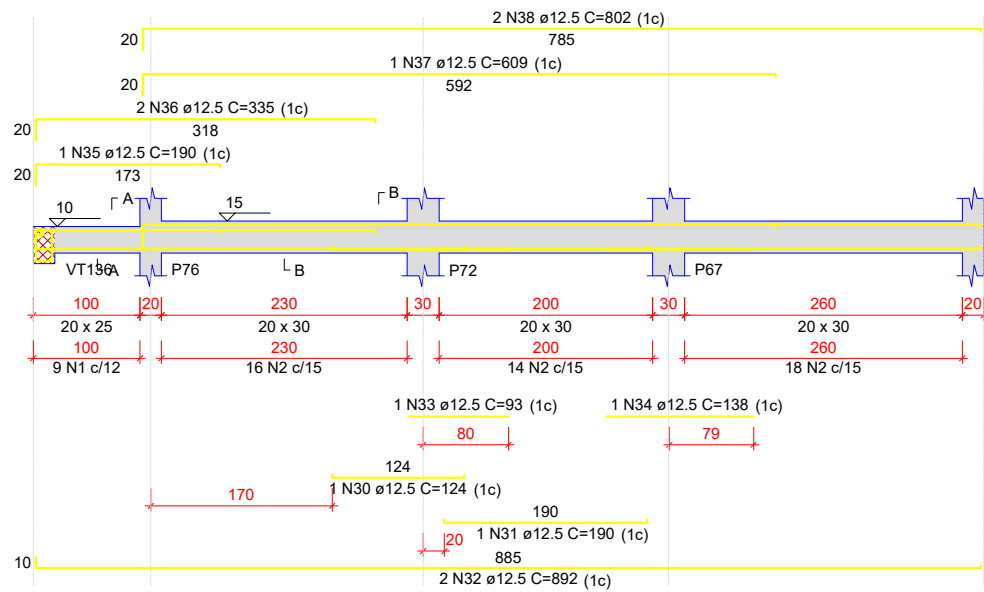 2 N38 ø12.5 C=802 (1c)
20
785
1 N37 ø12.5 C=609 (1c)
20
592
2 N36 ø12.5 C=335 (1c)
20
318
1 N35 ø12.5 C=190 (1c)
20
173
A
B
10
15
VT136
A
P76
B
P72
P67
100
20
230
30
200
30
260
20
20 x 25
20 x 30
20 x 30
20 x 30
100
230
200
260
9 N1 c/12
16 N2 c/15
14 N2 c/15
18 N2 c/15
1 N33 ø12.5 C=93 (1c)
1 N34 ø12.5 C=138 (1c)
80
79
124
1 N30 ø12.5 C=124 (1c)
170
190
1 N31 ø12.5 C=190 (1c)
20
885
10
2 N32 ø12.5 C=892 (1c)